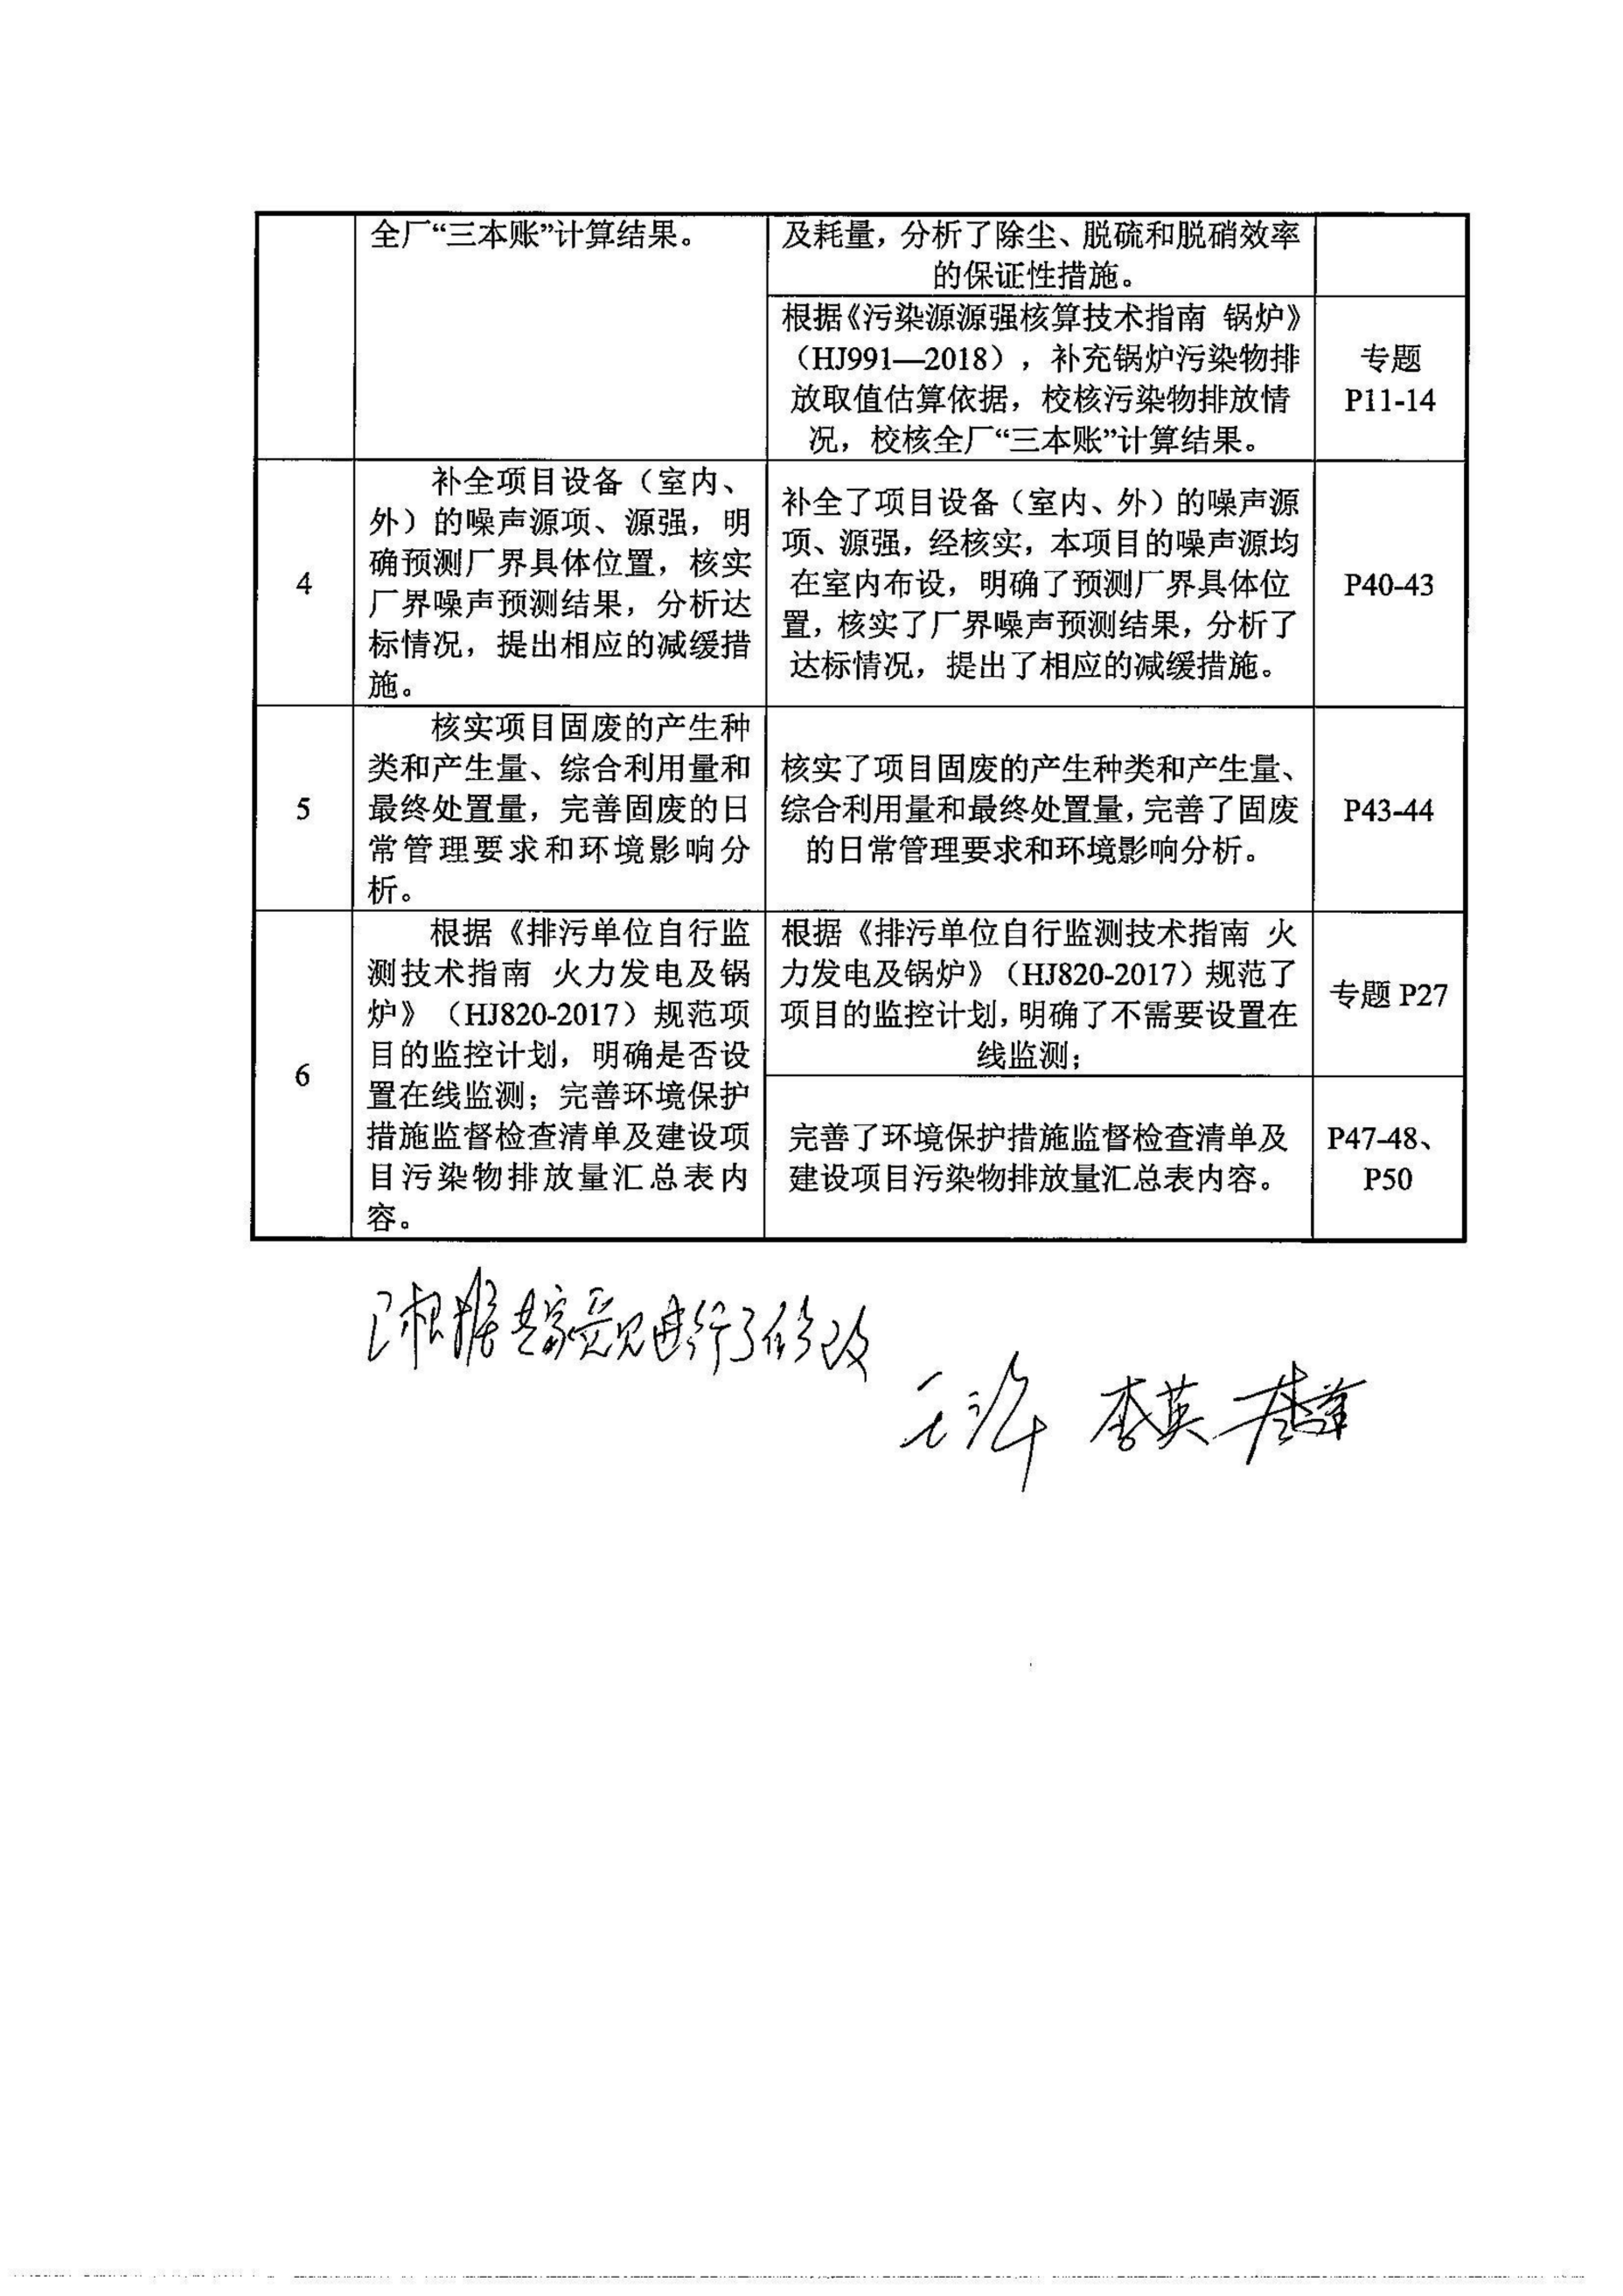 全厂“三本账”计算结果。
及耗量，分析了除尘、脱硫和脱硝效率
的保证性措施。
根据《污染源源强核算技术指南 锅炉》
（HJ991—2018），补充锅炉污染物排
放取值估算依据，校核污染物排放情
况，校核全厂“三本账”计算结果。
专题
P11-14
4
补全项目设备（室内、
外）的噪声源项、源强，明
确预测厂界具体位置，核实
厂界噪声预测结果，分析达
标情况，提出相应的减缓措
施。
补全了项目设备（室内、外）的噪声源
项、源强，经核实，本项目的噪声源均
在室内布设，明确了预测厂界具体位
置，核实了厂界噪声预测结果，分析了
达标情况，提出了相应的减缓措施。
P40-43
5
核实项目固废的产生种
类和产生量、综合利用量和
最终处置量，完善固废的日
常管理要求和环境影响分
析。
核实了项目固废的产生种类和产生量、
综合利用量和最终处置量，完善了固废
的日常管理要求和环境影响分析。
P43-44
6
根据《排污单位自行监
测技术指南 火力发电及锅
炉》（HJ820-2017）规范项
目的监控计划，明确是否设
置在线监测；完善环境保护
措施监督检查清单及建设项
目污染物排放量汇总表内
容。
根据《排污单位自行监测技术指南 火
力发电及锅炉》（HJ820-2017）规范了
项目的监控计划，明确了不需要设置在
线监测；
专题 P27
完善了环境保护措施监督检查清单及
建设项目污染物排放量汇总表内容。
P47-48、
P50
已根据专家意见进行了修改
李英